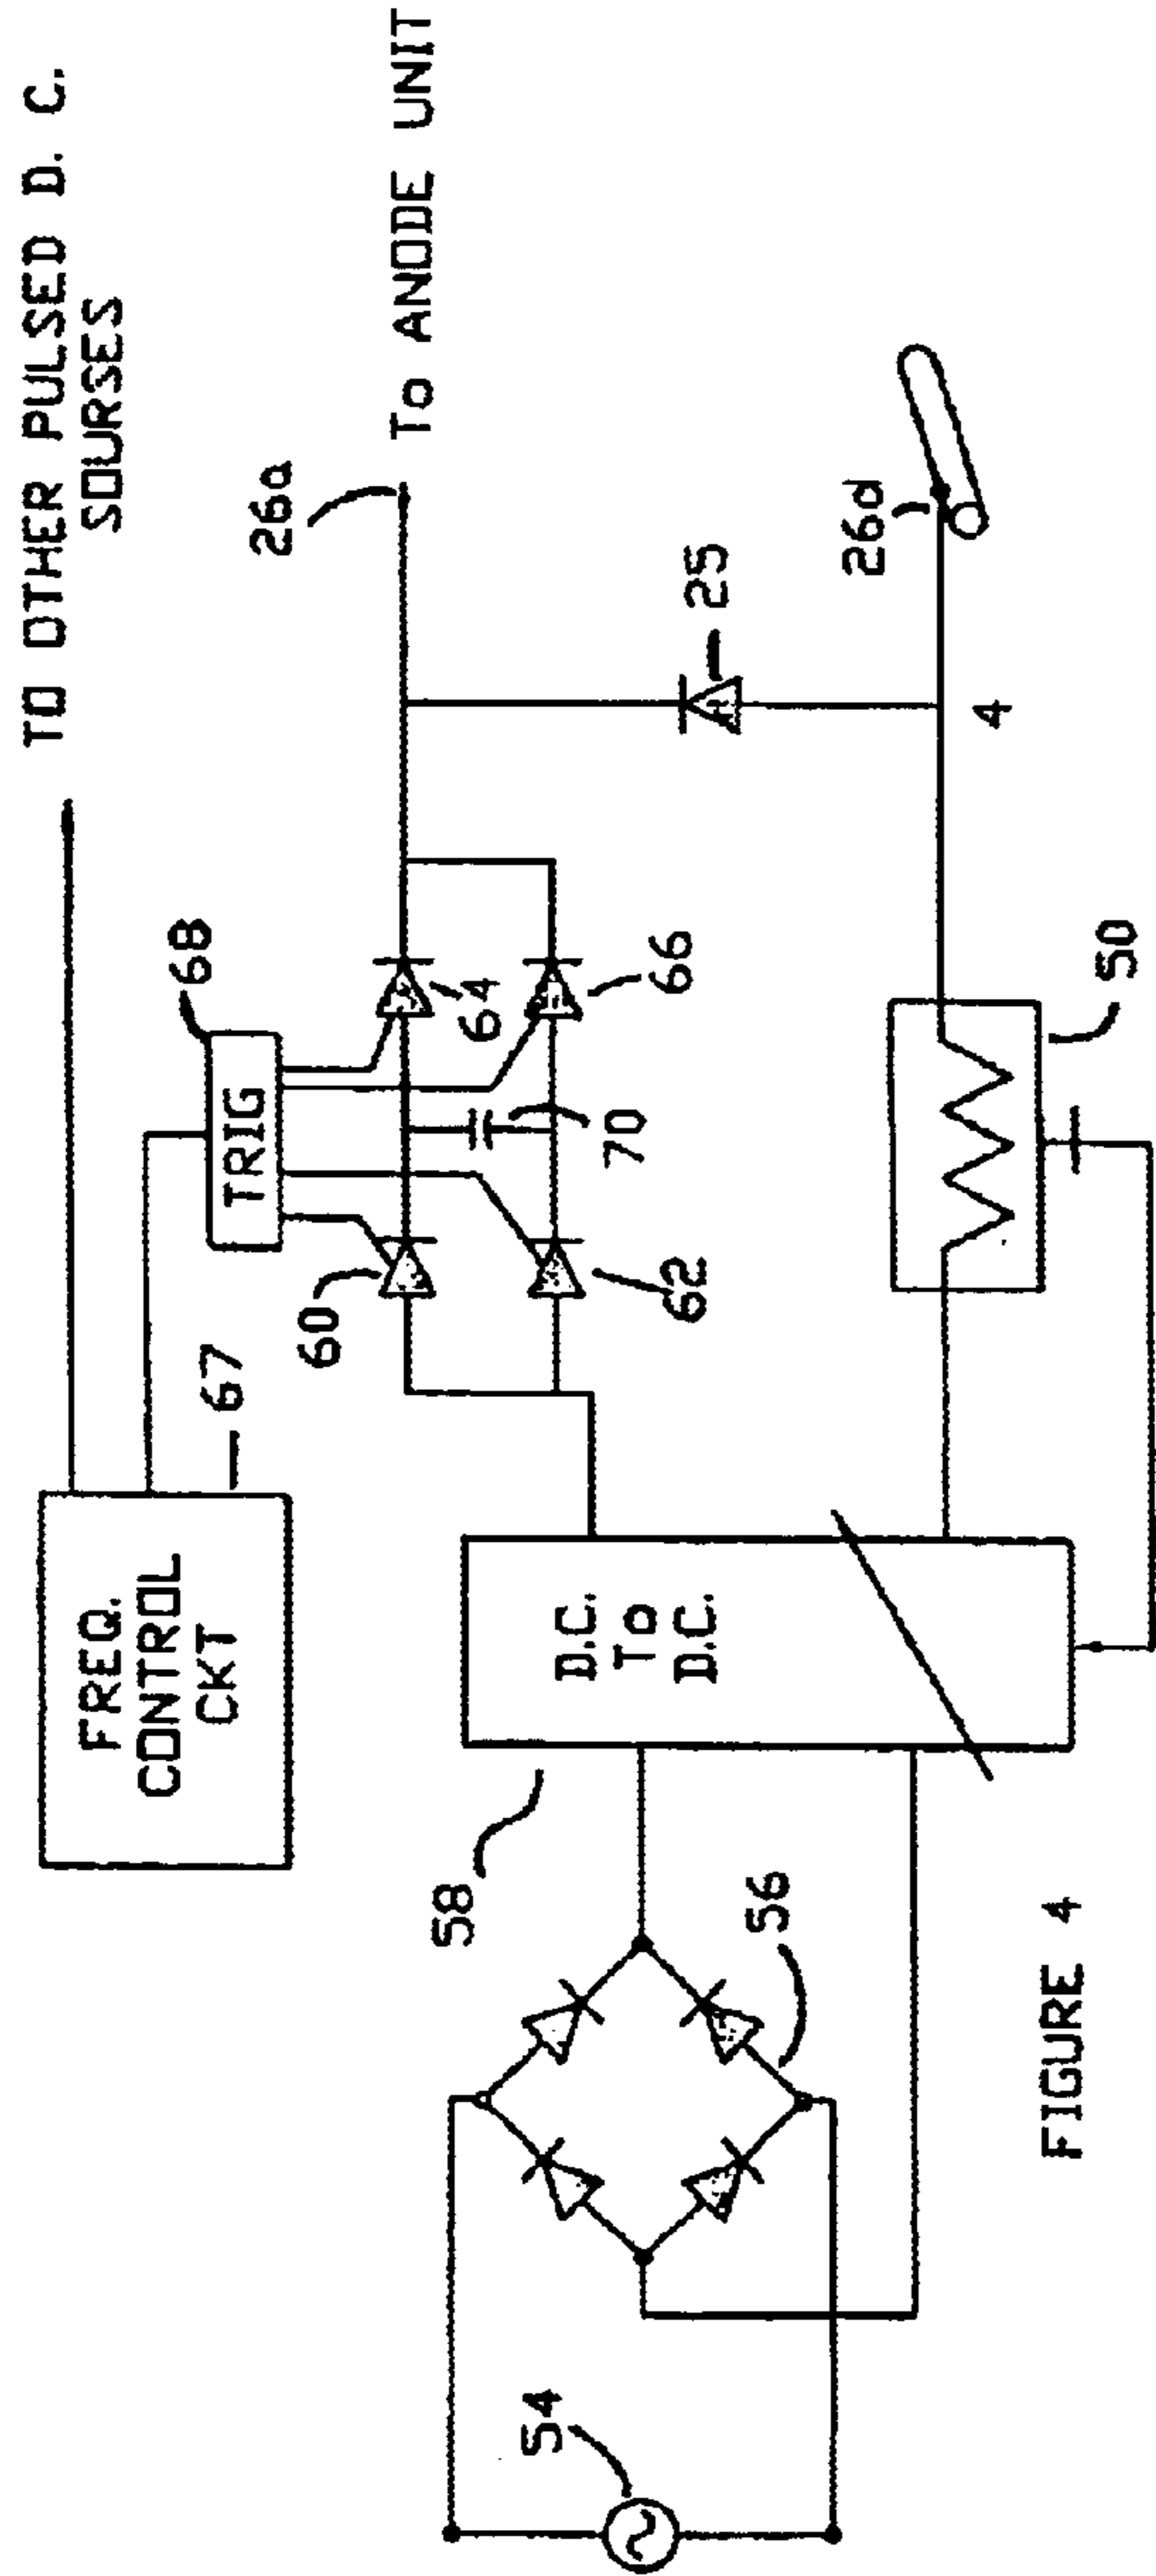 TO OTHER PULSED D. C.
SOURSES
FREQ.
CONTROL
CKT
67
68
TRIG
26a
To ANODE UNIT
60
64
62
66
70
25
58
D.C.
To
D.C.
54
56
50
4
26d
FIGURE 4